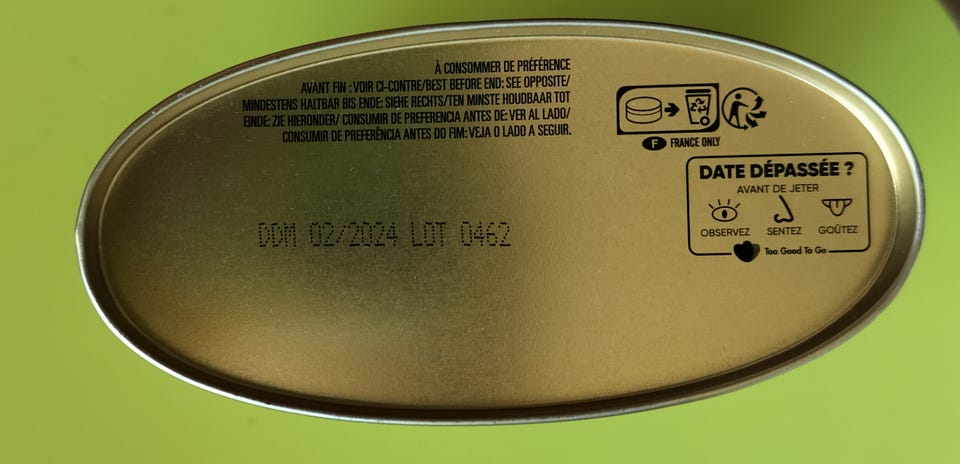 À CONSOMMER DE PRÉFÉRENCE
AVANT FIN : VOIR CI-CONTRE/BEST BEFORE END: SEE OPPOSITE/
MINDESTENS HALTBAR BIS ENDE: SIEHE RECHTS/TEN MINSTE HOUDBAAR TOT
EINDE: ZIE HIERONDER/ CONSUMIR DE PREFERENCIA ANTES DE: VER AL LADO/
CONSUMIR DE PREFERÊNCIA ANTES DO FIM: VEJA O LADO A SEGUIR.
F FRANCE ONLY
DATE DÉPASSÉE ?
AVANT DE JETER
OBSERVEZ SENTEZ GOÛTEZ
Too Good To Go
DDM 02/2024 LOT 0462